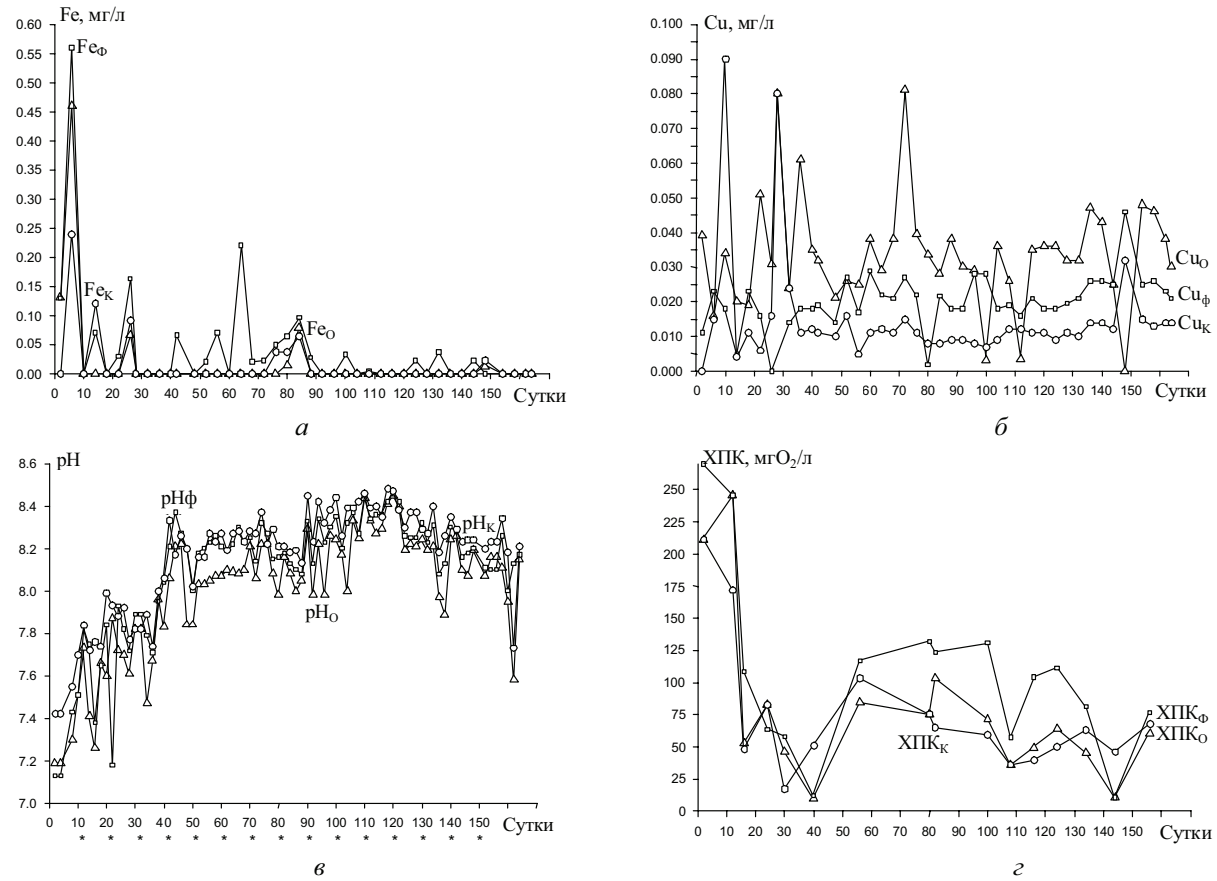 Fe, мг/л
0.60
0.55
0.50
0.45
0.40
0.35
0.30
0.25
0.20
0.15
0.10
0.05
0.00
FeФ
FeК
FeО
0 10 20 30 40 50 60 70 80 90 100 110 120 130 140 150 Сутки
а
Cu, мг/л
0.100
0.090
0.080
0.070
0.060
0.050
0.040
0.030
0.020
0.010
0.000
CuО
Cuф
CuК
0 10 20 30 40 50 60 70 80 90 100 110 120 130 140 150 Сутки
б
pH
8.6
8.4
8.2
8.0
7.8
7.6
7.4
7.2
7.0
pHф
pHК
pHО
0 10 20 30 40 50 60 70 80 90 100 110 120 130 140 150 Сутки
* * * * * * * * * * * * * * *
в
ХПК, мгО2/л
250
225
200
175
150
125
100
75
50
25
0
ХПКФ
ХПКО
ХПКК
0 10 20 30 40 50 60 70 80 90 100 110 120 130 140 150 Сутки
г